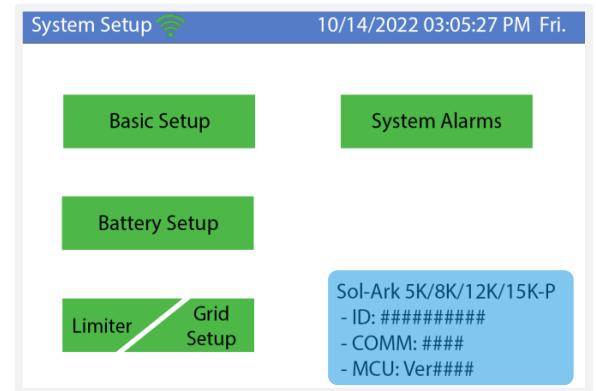 System Setup
10/14/2022 03:05:27 PM Fri.
Basic Setup
System Alarms
Battery Setup
Limiter
Grid
Setup
Sol-Ark 5K/8K/12K/15K-P
- ID: ##########
- COMM: ####
- MCU: Ver####